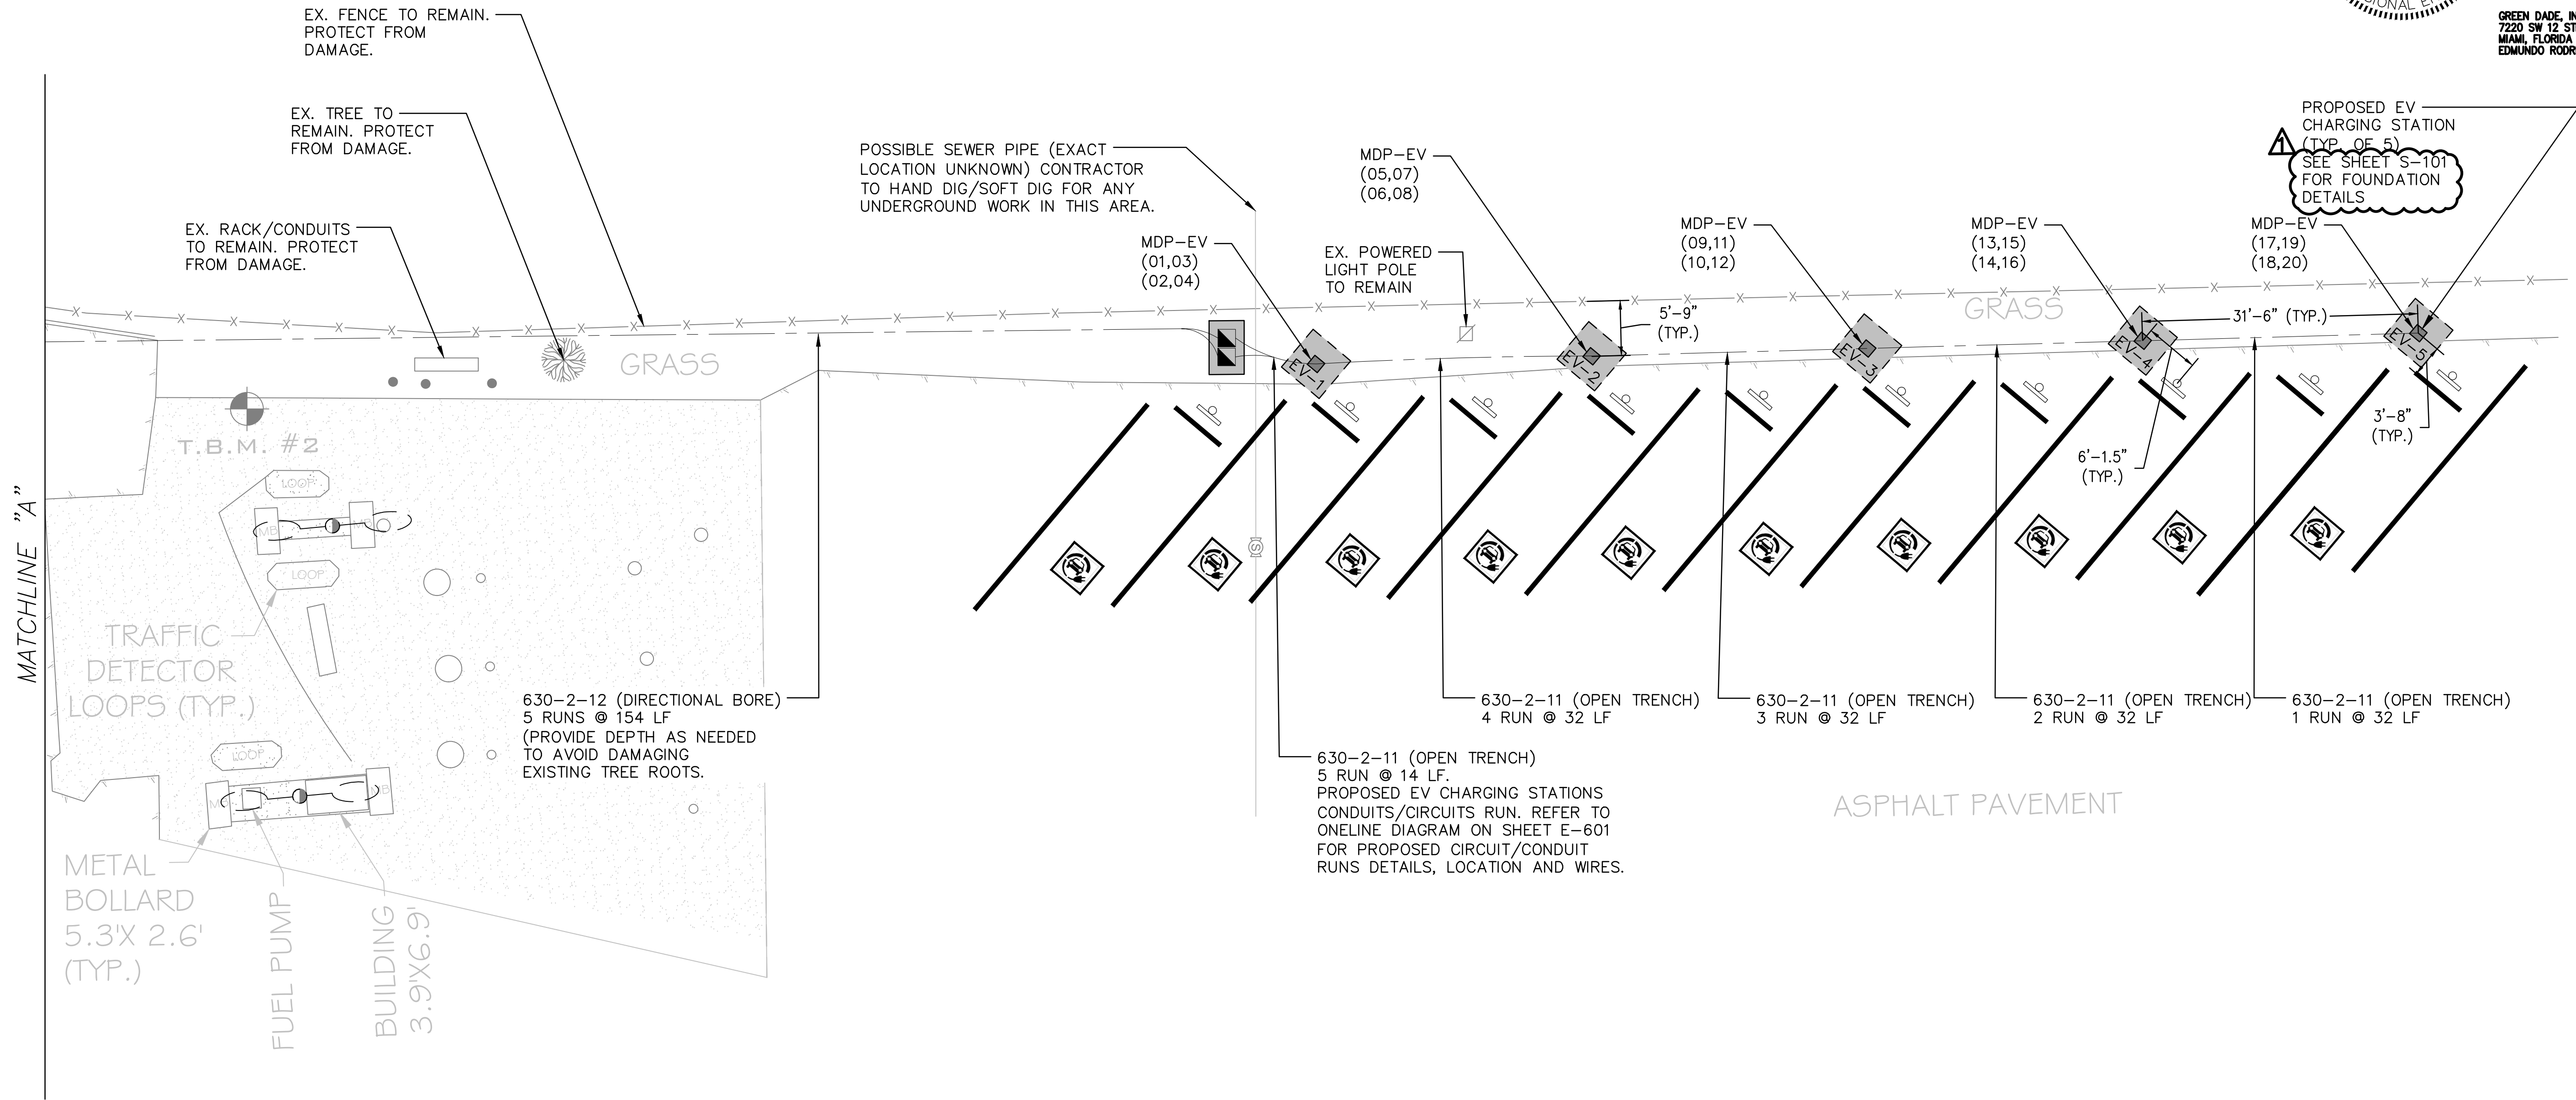 EX. FENCE TO REMAIN.
PROTECT FROM
DAMAGE.
EX. TREE TO
REMAIN. PROTECT
FROM DAMAGE.
EX. RACK/CONDUITS
TO REMAIN. PROTECT
FROM DAMAGE.
POSSIBLE SEWER PIPE (EXACT
LOCATION UNKNOWN) CONTRACTOR
TO HAND DIG/SOFT DIG FOR ANY
UNDERGROUND WORK IN THIS AREA.
MDP-EV
(01,03)
(02,04)
EX. POWERED
LIGHT POLE
TO REMAIN
MDP-EV
(05,07)
(06,08)
MDP-EV
(09,11)
(10,12)
MDP-EV
(13,15)
(14,16)
MDP-EV
(17,19)
(18,20)
PROPOSED EV
CHARGING STATION
(TYP. OF 5)
1
SEE SHEET S-101
FOR FOUNDATION
DETAILS
GREEN DADE,
7220 SW 12
MIAMI, FLORIDA
EDMUNDO
GRASS
GRASS
5'-9"
(TYP.)
31'-6" (TYP.)
3'-8"
(TYP.)
6'-1.5"
(TYP.)
EV-1
EV-2
EV-3
EV-4
EV-5
T.B.M. #2
LOOP
MB
MB
LOOP
TRAFFIC
DETECTOR
LOOPS (TYP.)
LOOP
METAL
BOLLARD
5.3'X 2.6'
(TYP.)
FUEL PUMP
BUILDING
3.9'X6.9'
MATCHLINE "A"
S
630-2-12 (DIRECTIONAL BORE)
5 RUNS @ 154 LF
(PROVIDE DEPTH AS NEEDED
TO AVOID DAMAGING
EXISTING TREE ROOTS.
630-2-11 (OPEN TRENCH)
5 RUN @ 14 LF.
PROPOSED EV CHARGING STATIONS
CONDUITS/CIRCUITS RUN. REFER TO
ONELINE DIAGRAM ON SHEET E-601
FOR PROPOSED CIRCUIT/CONDUIT
RUNS DETAILS, LOCATION AND WIRES.
630-2-11 (OPEN TRENCH)
4 RUN @ 32 LF
630-2-11 (OPEN TRENCH)
3 RUN @ 32 LF
630-2-11 (OPEN TRENCH)
2 RUN @ 32 LF
630-2-11 (OPEN TRENCH)
1 RUN @ 32 LF
ASPHALT PAVEMENT